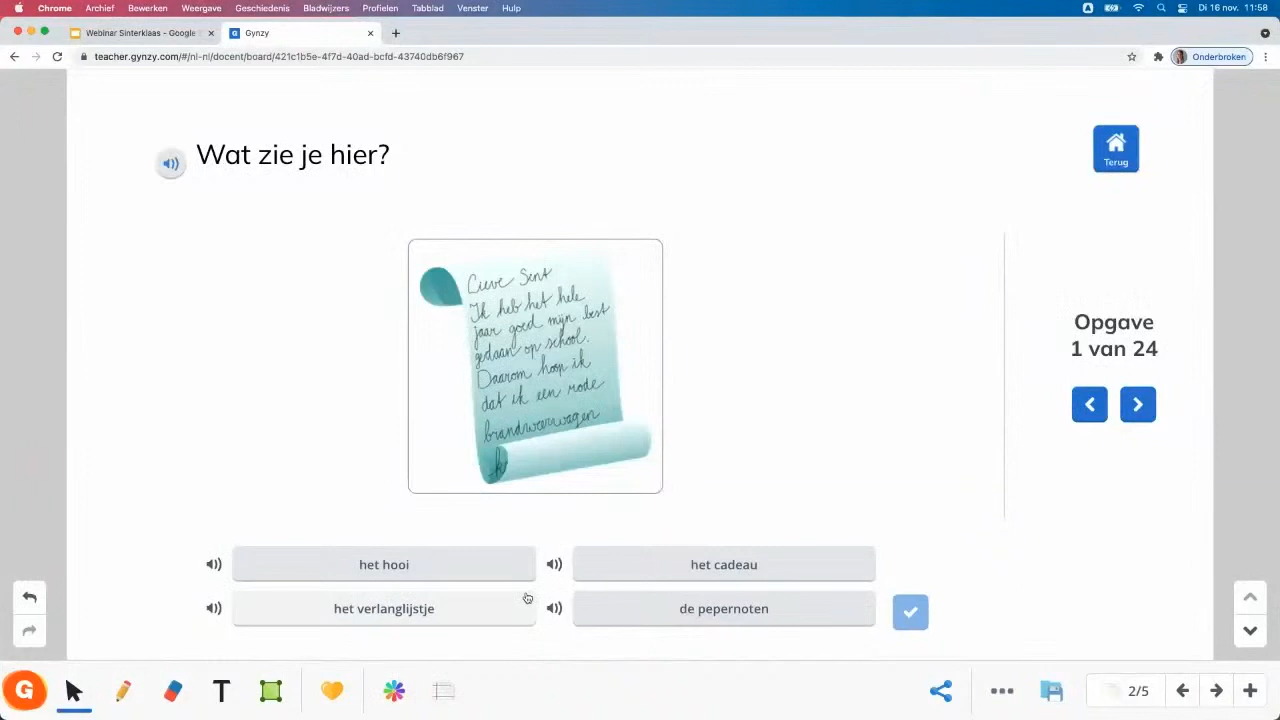 Chrome Archief Bewerken Weergave Geschiedenis Bladwijzers Profielen Tabblad Venster Hulp Di 16 nov. 11:58
Webinar Sinterklaas - Google Gynzy
teacher.gynzy.com/#/nl-nl/docent/board/421c1b5e-4f7d-40ad-bcfd-43740db6f967 Onderbroken
Wat zie je hier?
Terug
Lieve Sint
Ik heb het hele
jaar goed mijn best
gedaan op school.
Daarom hoop ik
dat ik een rode
brandweerwagen
Opgave
1 van 24
het hooi
het cadeau
het verlanglijstje
de pepernoten
G T 2/5